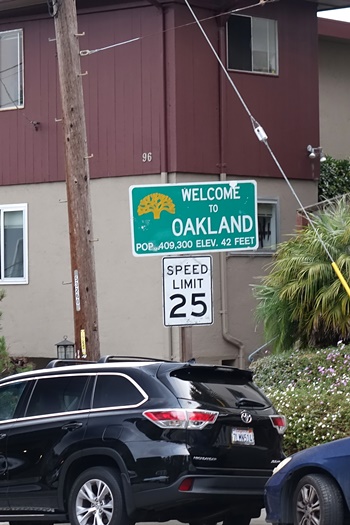 96
WELCOME
TO
OAKLAND
POP. 409,300 ELEV. 42 FEET
SPEED
LIMIT
25